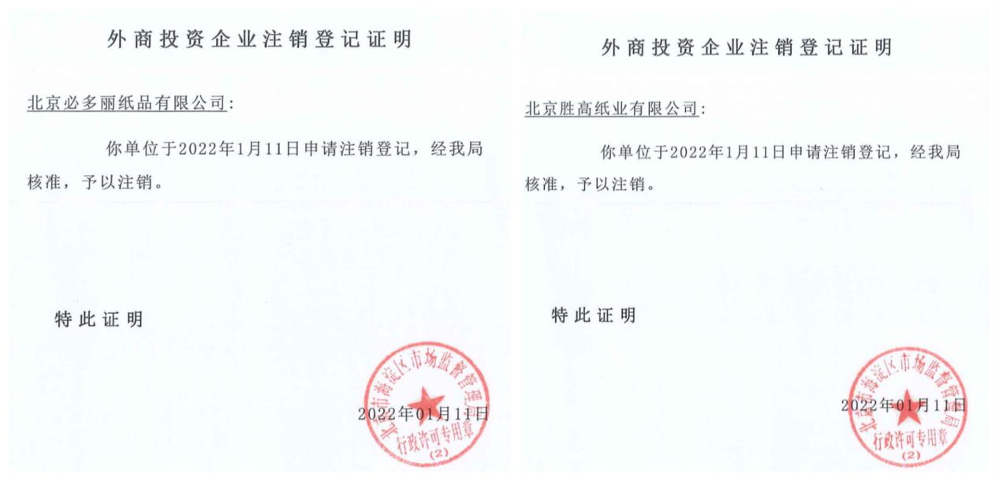 外商投资企业注销登记证明
北京必多丽纸品有限公司:
你单位于2022年1月11日申请注销登记，经我局
核准，予以注销。
特此证明
北京市海淀区市场监督管理局
2022年01月11日
行政许可专用章
(2)
外商投资企业注销登记证明
北京胜高纸业有限公司:
你单位于2022年1月11日申请注销登记，经我局
核准，予以注销。
特此证明
北京市海淀区市场监督管理局
2022年01月11日
行政许可专用章
(2)